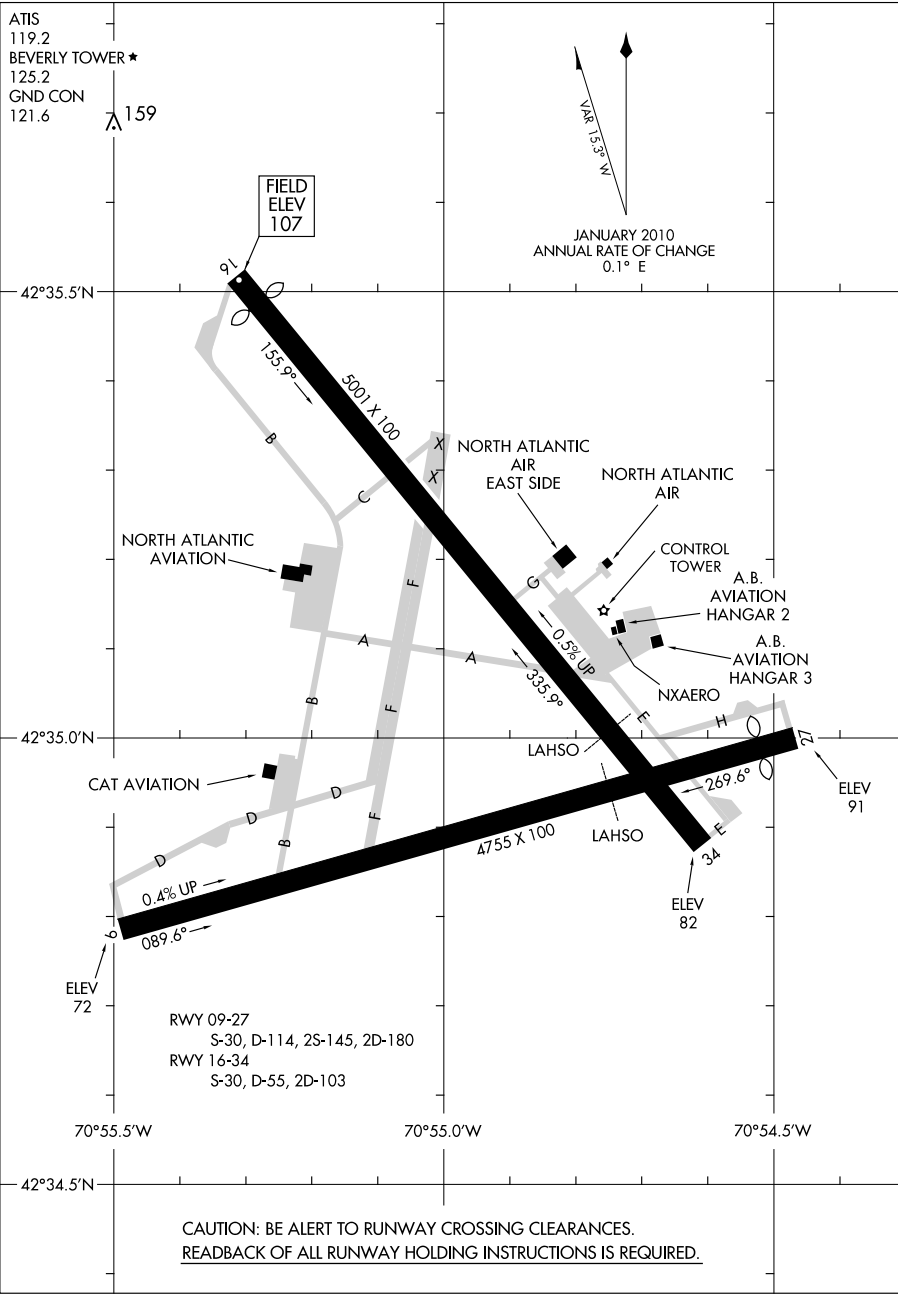 ATIS
119.2
BEVERLY TOWER ★
125.2
GND CON
121.6
159
VAR 15.3° W
JANUARY 2010
ANNUAL RATE OF CHANGE
0.1° E
FIELD
ELEV
107
16
42°35.5'N
155.9°
5001 X 100
B
C
X
X
NORTH ATLANTIC
AIR
EAST SIDE
NORTH ATLANTIC
AIR
NORTH ATLANTIC
AVIATION
CONTROL
TOWER
A.B.
AVIATION
HANGAR 2
F
G
A
A
0.5% UP
335.9°
A.B.
AVIATION
HANGAR 3
NXAERO
B
F
E
H
27
42°35.0'N
LAHSO
CAT AVIATION
269.6°
ELEV
91
D
D
D
B
F
4755 X 100
LAHSO
E
34
0.4% UP
089.6°
9
ELEV
82
ELEV
72
RWY 09-27
S-30, D-114, 2S-145, 2D-180
RWY 16-34
S-30, D-55, 2D-103
70°55.5'W
70°55.0'W
70°54.5'W
42°34.5'N
CAUTION: BE ALERT TO RUNWAY CROSSING CLEARANCES.
READBACK OF ALL RUNWAY HOLDING INSTRUCTIONS IS REQUIRED.